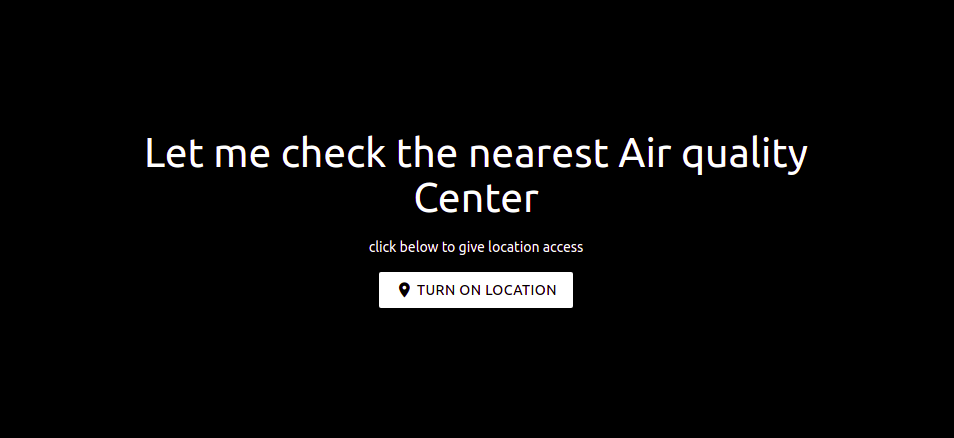 Let me check the nearest Air quality
Center
click below to give location access
TURN ON LOCATION